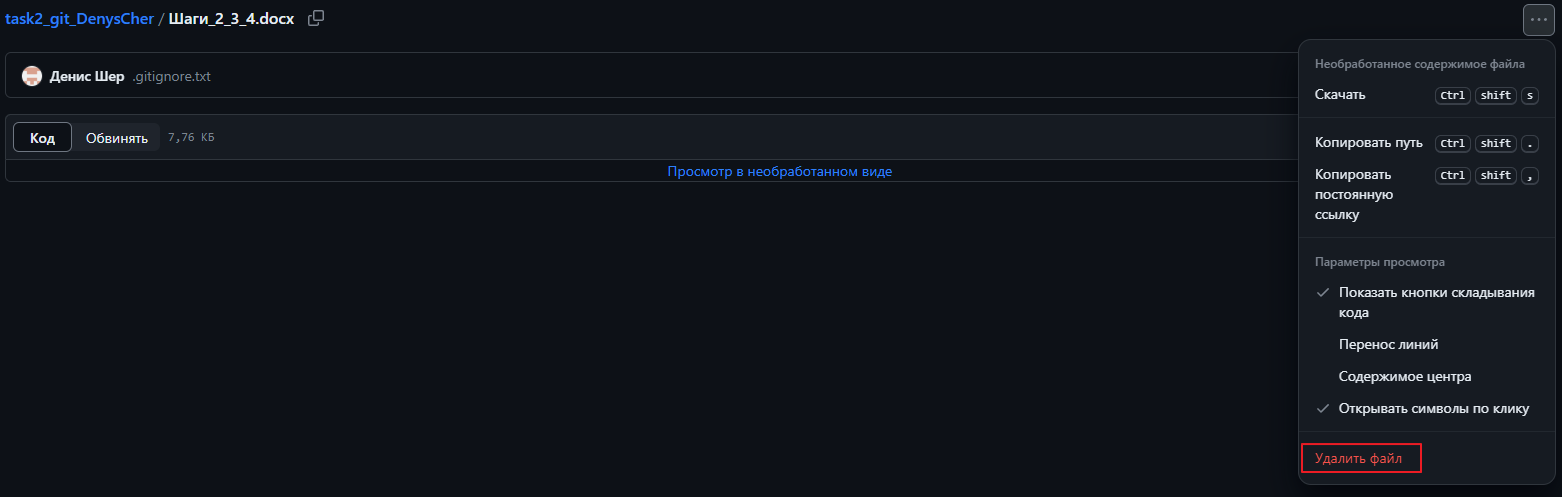 task2_git_DenysCher / Шаги_2_3_4.docx
Денис Шер .gitignore.txt
Код Обвинять 7,76 КБ
Просмотр в необработанном виде
Необработанное содержимое файла
Скачать Ctrl shift s
Копировать путь Ctrl shift .
Копировать Ctrl shift ,
постоянную
ссылку
Параметры просмотра
Показать кнопки складывания
кода
Перенос линий
Содержимое центра
Открывать символы по клику
Удалить файл